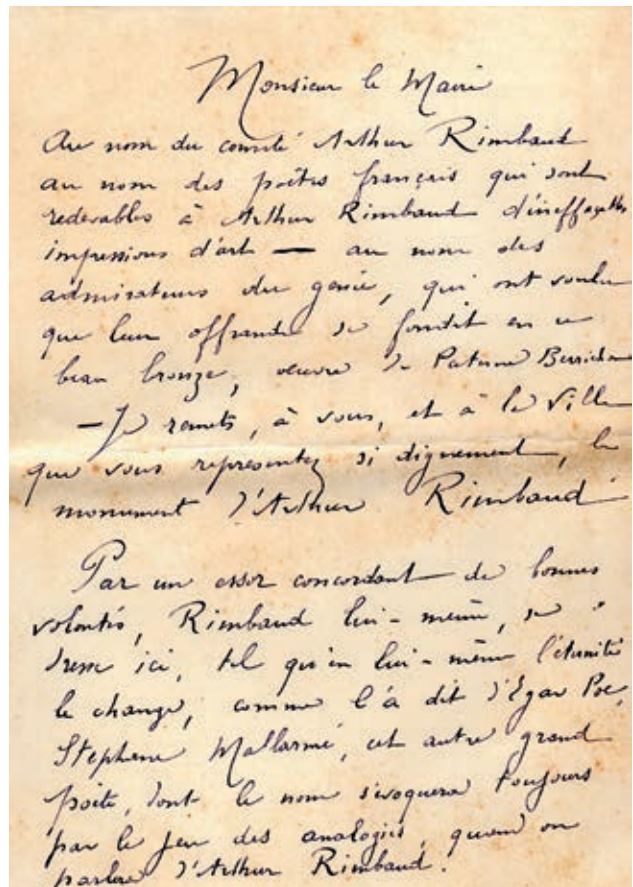 Monsieur le Maire
Au nom du comité Arthur Rimbaud
au nom des poètes français qui sont
redevables à Arthur Rimbaud d'ineffaçables
impressions d'art — au nom des
admirateurs du génie, qui ont voulu
que leur offrande se fondît en ce
beau bronze, œuvre de Paterne Berrichon
— Je remets, à vous, et à la Ville
que vous représentez si dignement, le
monument d'Arthur Rimbaud
Par un essor concordant de bonnes
volontés, Rimbaud lui-même, se
dresse ici, tel qu'en lui-même l'éternité
le change, comme l'a dit d'Egar Poe,
Stephane Mallarmé, cet autre grand
poète, dont le nom s'évoquera toujours
par le jeu des analogies, quand on
parlera d'Arthur Rimbaud.